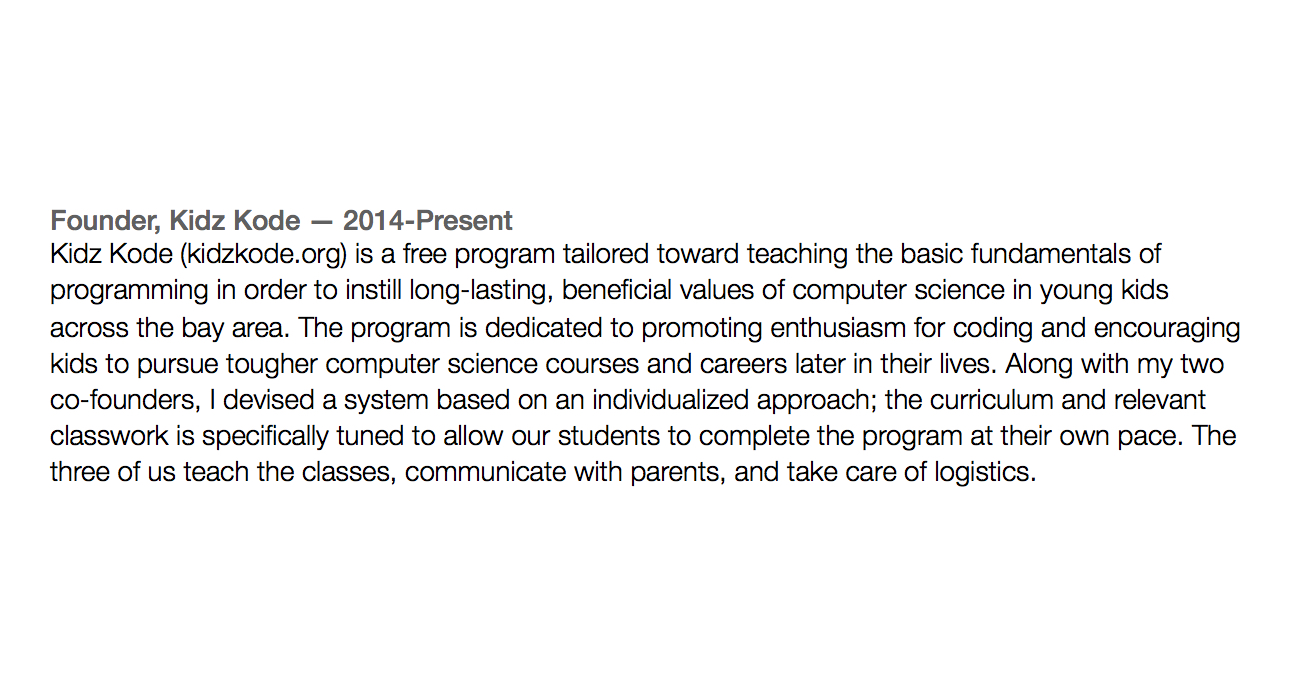 Founder, Kidz Kode — 2014-Present
Kidz Kode (kidzkode.org) is a free program tailored toward teaching the basic fundamentals of
programming in order to instill long-lasting, beneficial values of computer science in young kids
across the bay area. The program is dedicated to promoting enthusiasm for coding and encouraging
kids to pursue tougher computer science courses and careers later in their lives. Along with my two
co-founders, I devised a system based on an individualized approach; the curriculum and relevant
classwork is specifically tuned to allow our students to complete the program at their own pace. The
three of us teach the classes, communicate with parents, and take care of logistics.